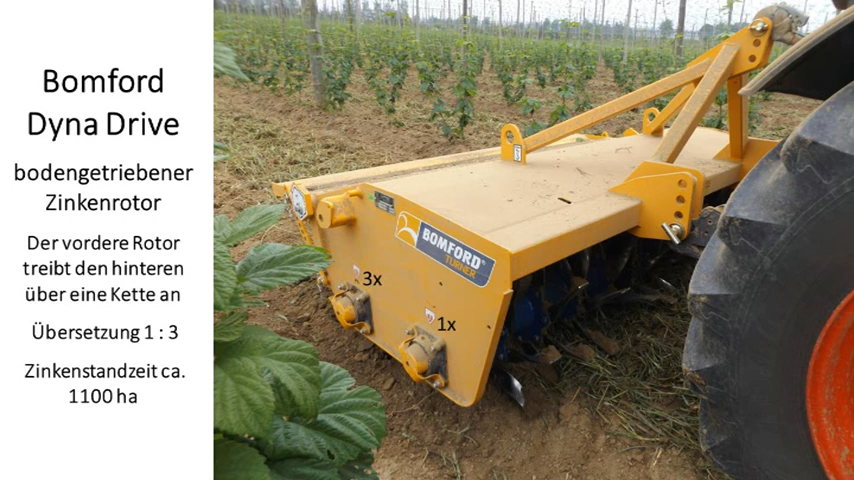 Bomford
Dyna Drive
bodengetriebener
Zinkenrotor
Der vordere Rotor
treibt den hinteren
über eine Kette an
Übersetzung 1 : 3
Zinkenstandzeit ca.
1100 ha
BOMFORD
TURNER
3x
1x